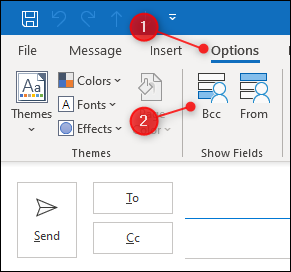 1
File Message Insert Options
Colors
Aa
Themes
A Fonts
Effects
2
Bcc From
Themes Show Fields
To
Send
Cc